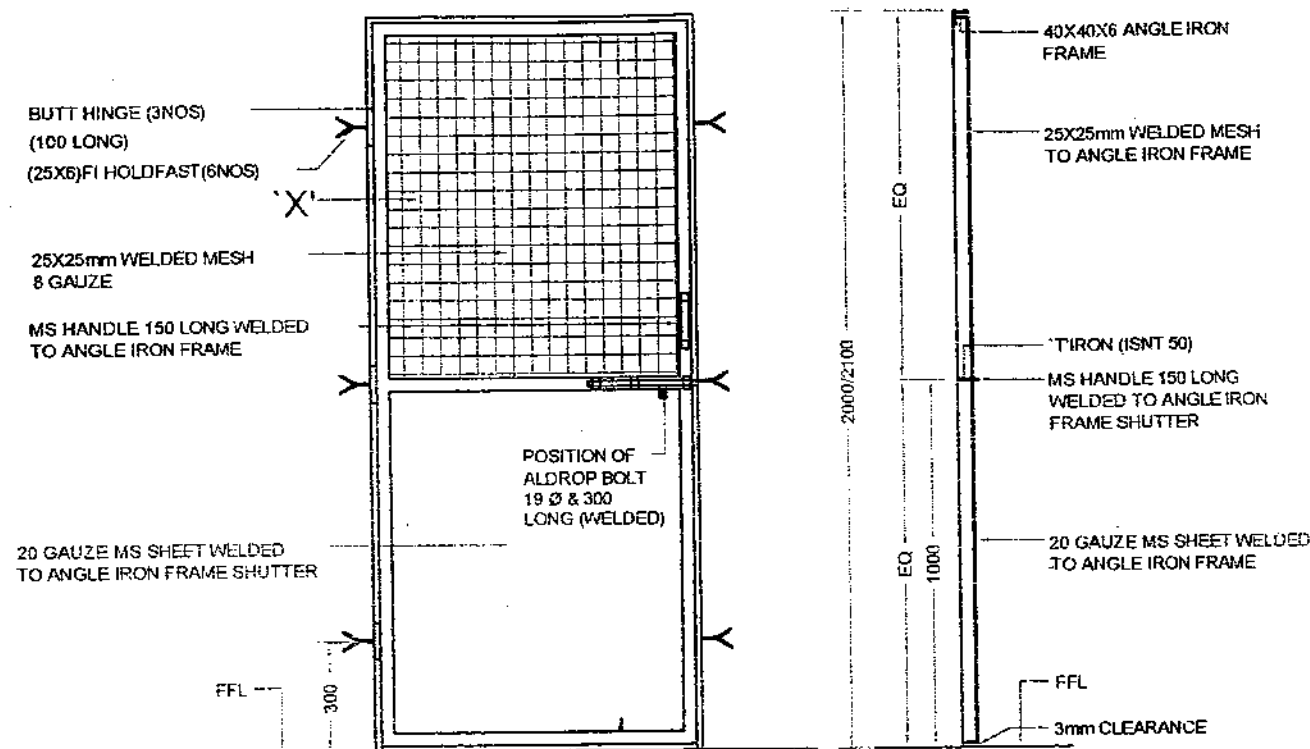 BUTT HINGE (3NOS)
(100 LONG)
(25X6)FI HOLDFAST(6NOS)
'X'
25X25mm WELDED MESH
8 GAUZE
MS HANDLE 150 LONG WELDED
TO ANGLE IRON FRAME
POSITION OF
ALDROP BOLT
19 Ø & 300
LONG (WELDED)
20 GAUZE MS SHEET WELDED
TO ANGLE IRON FRAME SHUTTER
FFL
300
2000/2100
EQ
EQ
1000
40X40X6 ANGLE IRON
FRAME
25X25mm WELDED MESH
TO ANGLE IRON FRAME
'T'IRON (ISNT 50)
MS HANDLE 150 LONG
WELDED TO ANGLE IRON
FRAME SHUTTER
20 GAUZE MS SHEET WELDED
TO ANGLE IRON FRAME
FFL
3mm CLEARANCE